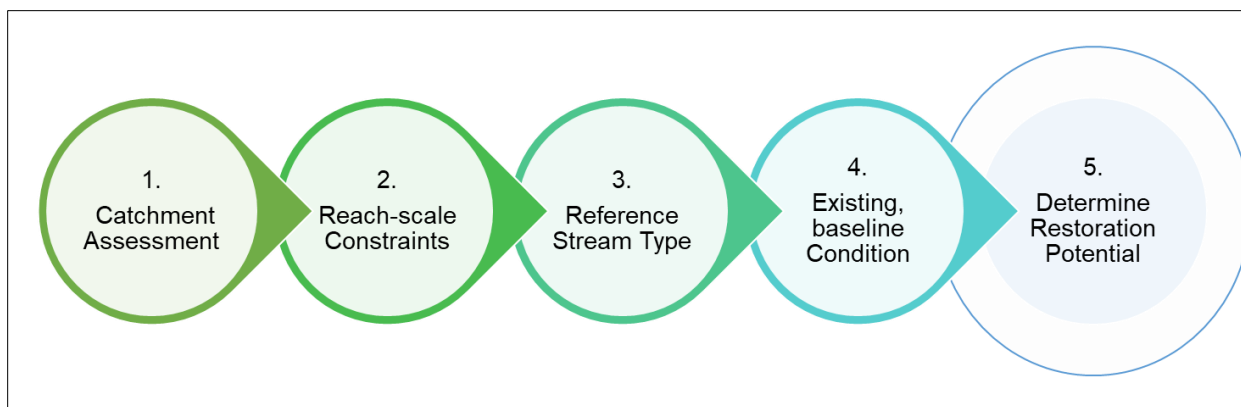 1.
Catchment
Assessment
2.
Reach-scale
Constraints
3.
Reference
Stream Type
4.
Existing,
baseline
Condition
5.
Determine
Restoration
Potential